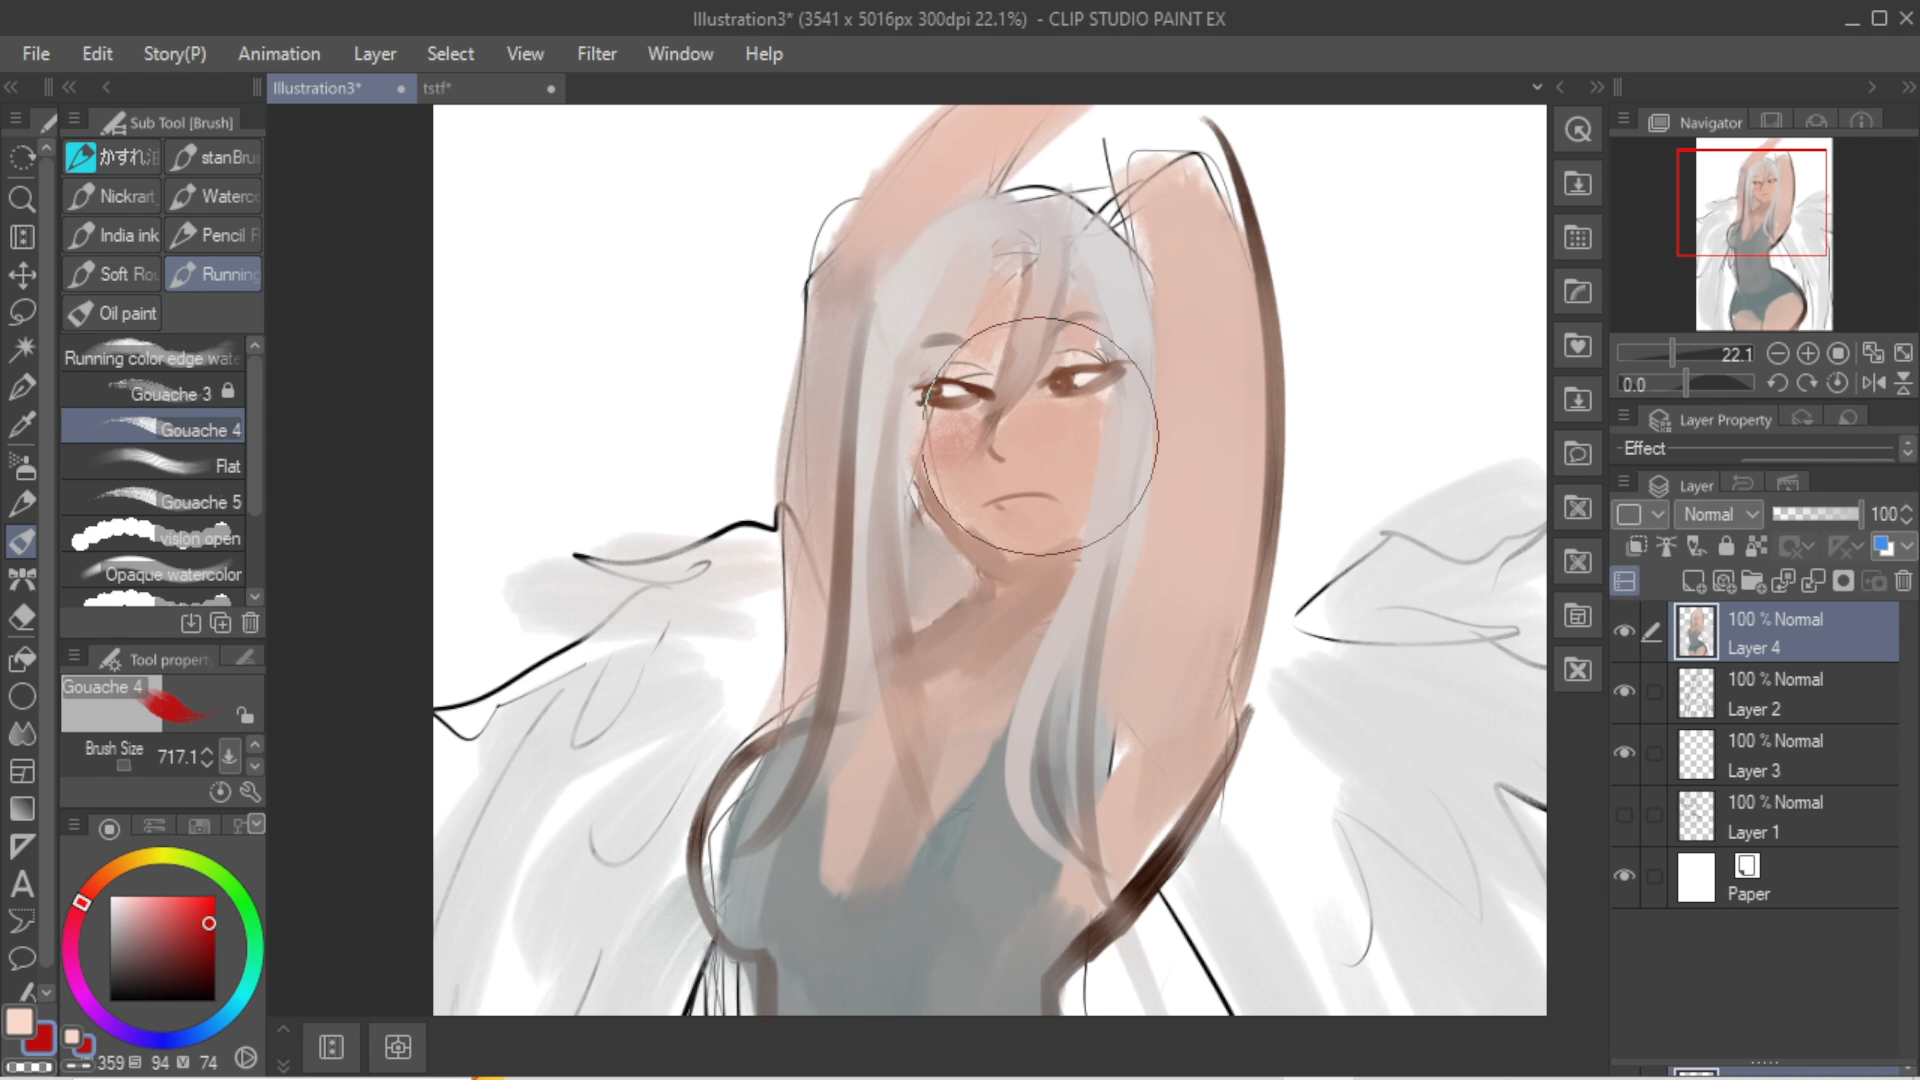 Illustration3* (3541 x 5016px 300dpi 22.1%) - CLIP STUDIO PAINT EX
File Edit Story(P) Animation Layer Select View Filter Window Help
Illustration3* tstf*
Sub Tool [Brush]
かすれ stanBru
Nickrart Waterc
India ink Pencil
Soft Rou Running
Oil paint
Running color edge wate
Gouache 3
Gouache 4
Flat
Gouache 5
vision open
Opaque watercolor
Tool propert
Gouache 4
Brush Size 717.1
359 S 94 V 74
Navigator
22.1
0.0
Layer Property
Effect
Layer
Normal 100
100 % Normal
Layer 4
100 % Normal
Layer 2
100 % Normal
Layer 3
100 % Normal
Layer 1
Paper